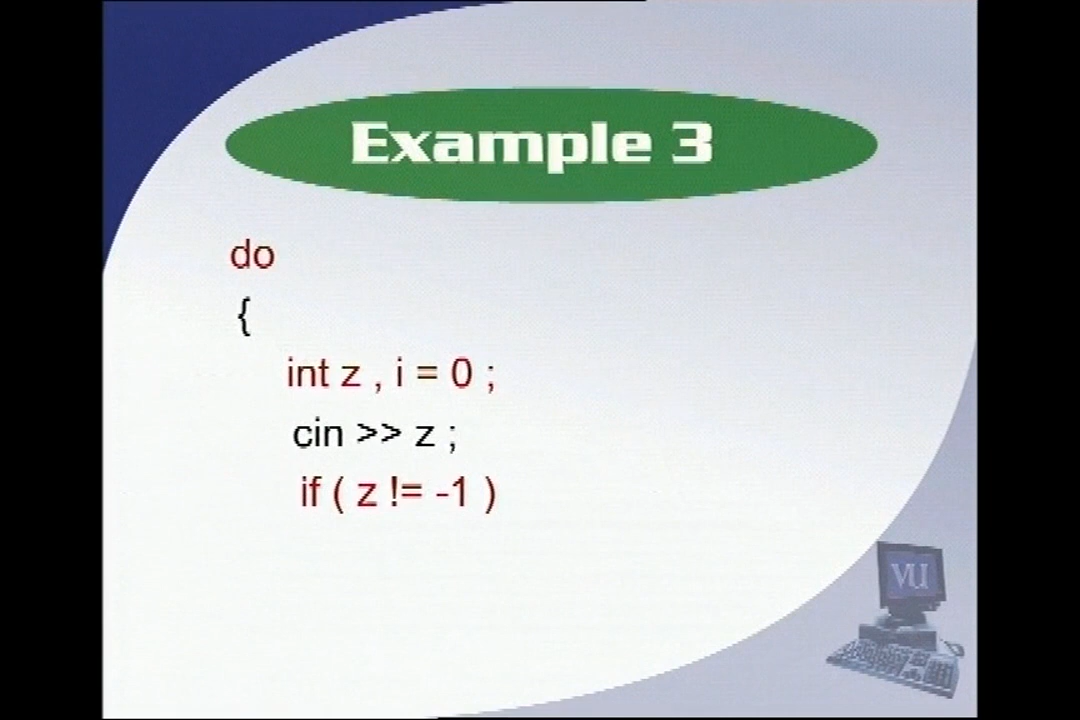 Example 3
do
{
int z , i = 0 ;
cin >> z ;
if ( z != -1 )
VU